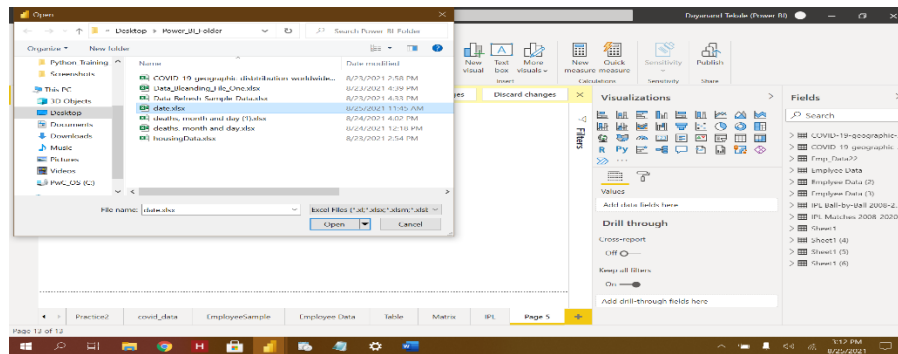 Open
Dayanand Tekale (Power BI)
Desktop > Power_BI_Folder
Search Power BI Folder
Organize
New folder
Python Training
Screenshots
This PC
3D Objects
Desktop
Documents
Downloads
Music
Pictures
Videos
PwC_OS (C:)
Name
Date modified
COVID-19-geographic-distribution-worldwide... 8/23/2021 2:58 PM
Data_Bleanding_File_One.xlsx 8/23/2021 4:39 PM
Data Refresh Sample Data.xlsx 8/23/2021 4:33 PM
date.xlsx 8/25/2021 11:45 AM
deaths, month and day (1).xlsx 8/24/2021 4:02 PM
deaths, month and day.xlsx 8/24/2021 12:18 PM
housingData.xlsx 8/23/2021 2:54 PM
File name: date.xlsx
Excel Files (*.xl;*.xlsx;*.xlsm;*.xlsb
Open
Cancel
New visual
Text box
More visuals
New measure
Quick measure
Sensitivity
Publish
Insert
Calculations
Sensitivity
Share
Discard changes
Filters
Visualizations
R Py
Values
Add data fields here
Drill through
Cross-report
Off
Keep all filters
On
Add drill-through fields here
Fields
Search
COVID-19-geographic-
COVID-19-geographic
Emp_Data22
Emplyee Data
Emplyee Data (2)
Emplyee Data (3)
IPL Ball-by-Ball 2008-2
IPL Matches 2008-2020
Sheet1
Sheet1 (4)
Sheet1 (5)
Sheet1 (6)
Practice2
covid_data
EmployeeSample
Employee Data
Table
Matrix
IPL
Page 5
Page 13 of 13
3:12 PM
8/25/2021